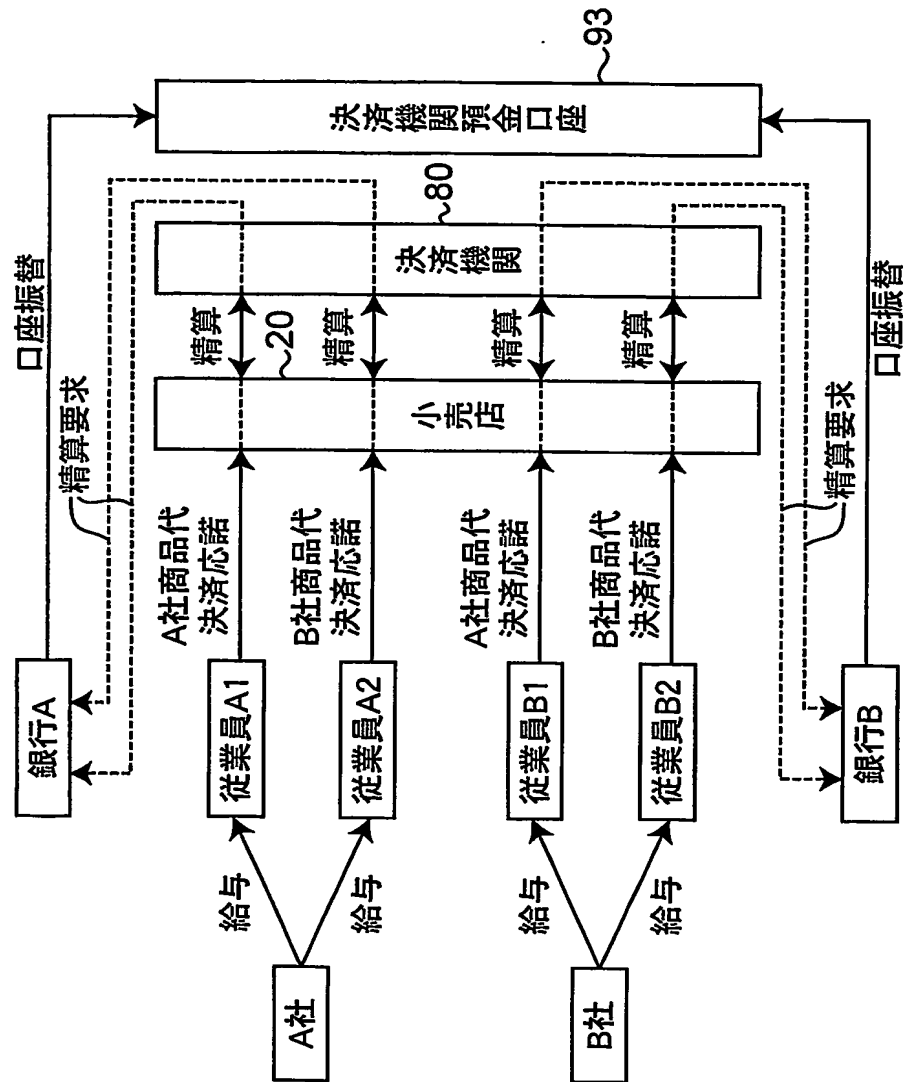 A社
B社
給与
給与
給与
給与
銀行A
従業員A1
従業員A2
従業員B1
従業員B2
銀行B
A社商品代
決済応諾
B社商品代
決済応諾
A社商品代
決済応諾
B社商品代
決済応諾
精算要求
精算要求
小売店
20
精算
精算
精算
精算
決済機関
80
口座振替
口座振替
決済機関預金口座
93